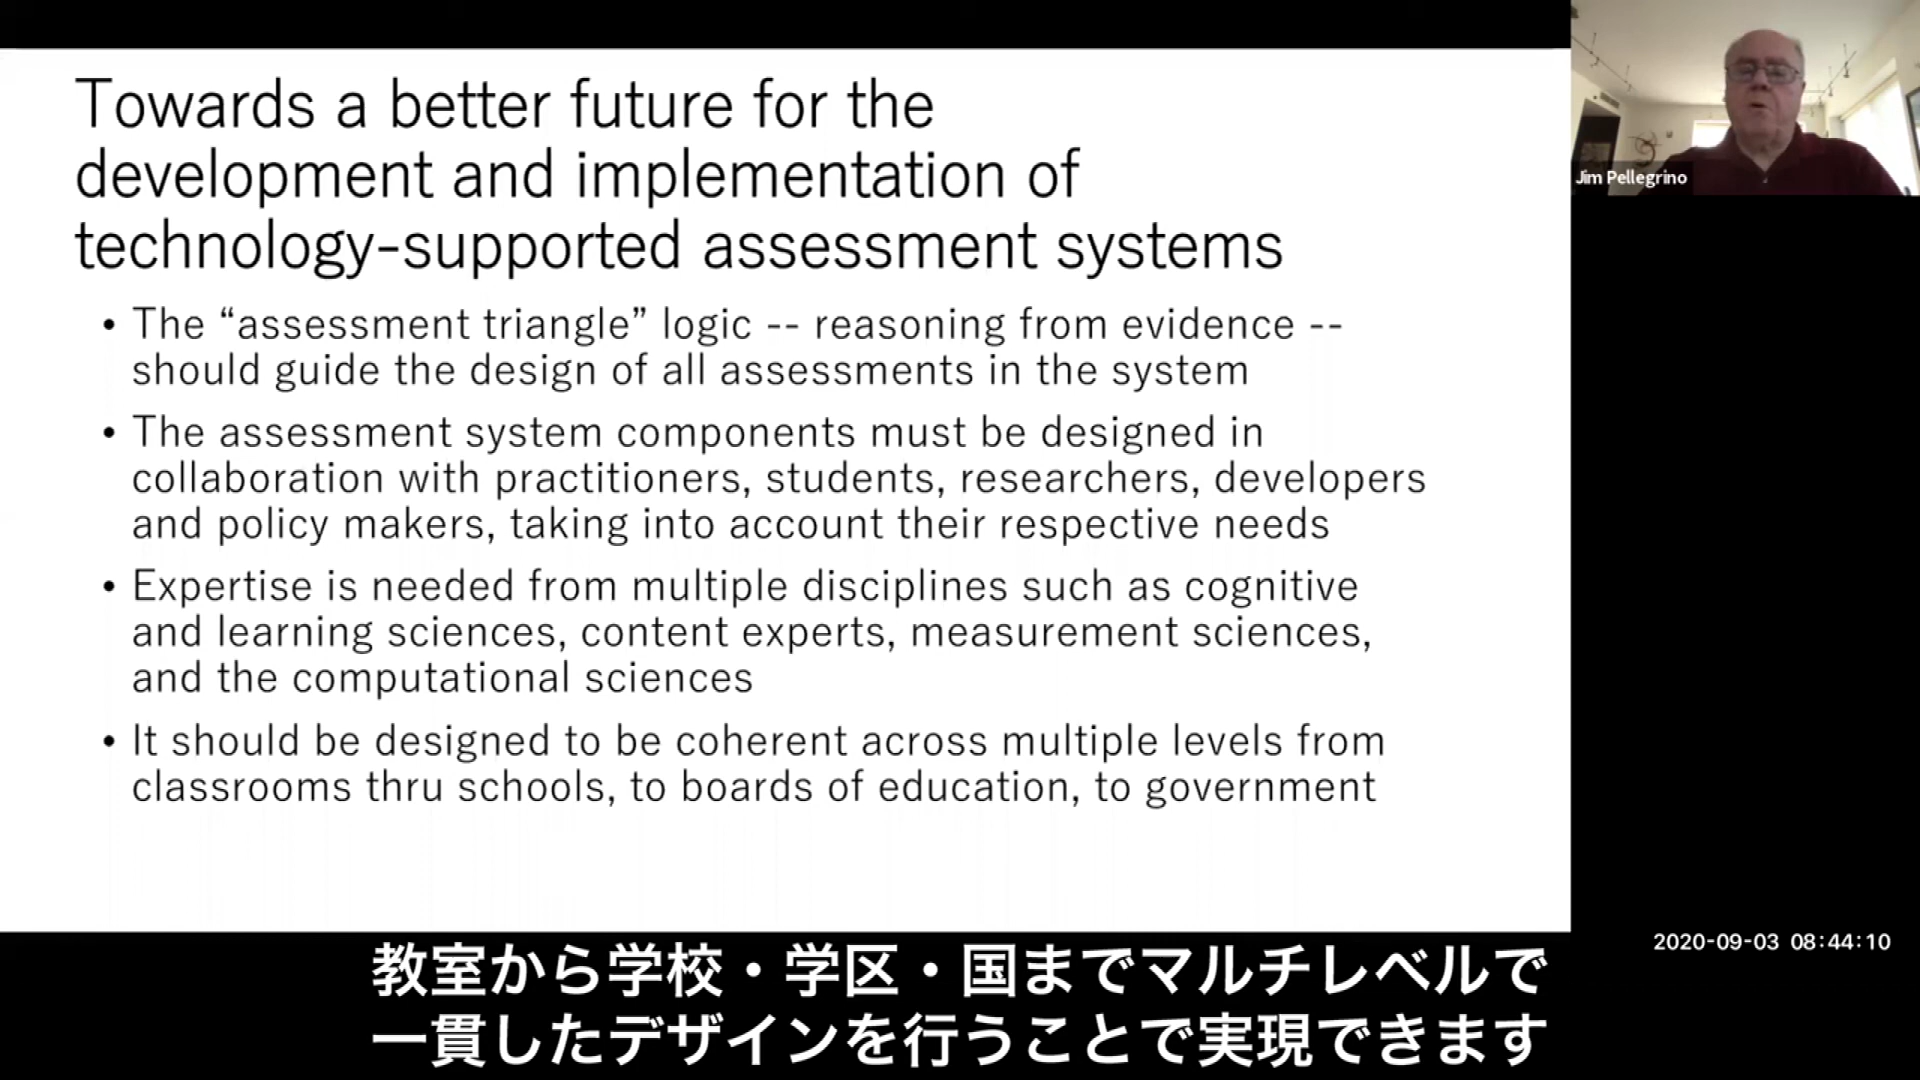 Towards a better future for the
development and implementation of
technology-supported assessment systems
• The “assessment triangle” logic -- reasoning from evidence --
should guide the design of all assessments in the system
• The assessment system components must be designed in
collaboration with practitioners, students, researchers, developers
and policy makers, taking into account their respective needs
• Expertise is needed from multiple disciplines such as cognitive
and learning sciences, content experts, measurement sciences,
and the computational sciences
• It should be designed to be coherent across multiple levels from
classrooms thru schools, to boards of education, to government
Jim Pellegrino
2020-09-03 08:44:10
教室から学校・学区・国までマルチレベルで
一貫したデザインを行うことで実現できます